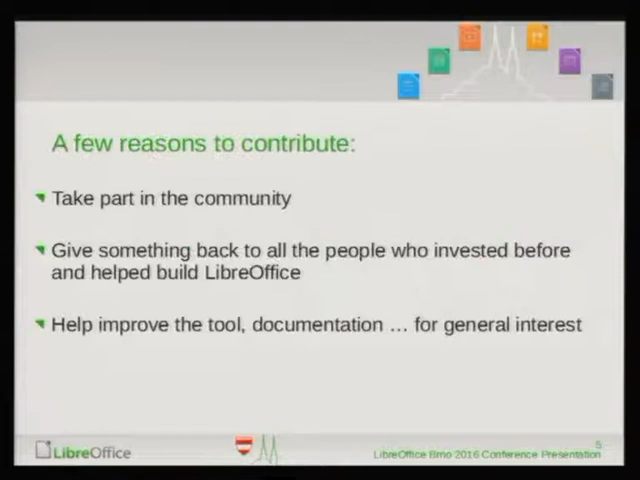 A few reasons to contribute:
Take part in the community
Give something back to all the people who invested before
and helped build LibreOffice
Help improve the tool, documentation … for general interest
5
LibreOffice
LibreOffice Brno 2016 Conference Presentation